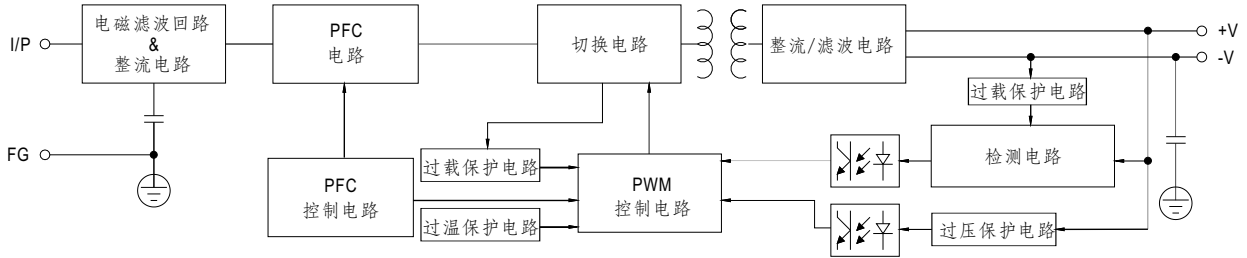 I/P
电磁滤波回路
&
整流电路
PFC
电路
切换电路
整流/滤波电路
+V
-V
过载保护电路
FG
PFC
控制电路
过载保护电路
过温保护电路
PWM
控制电路
检测电路
过压保护电路